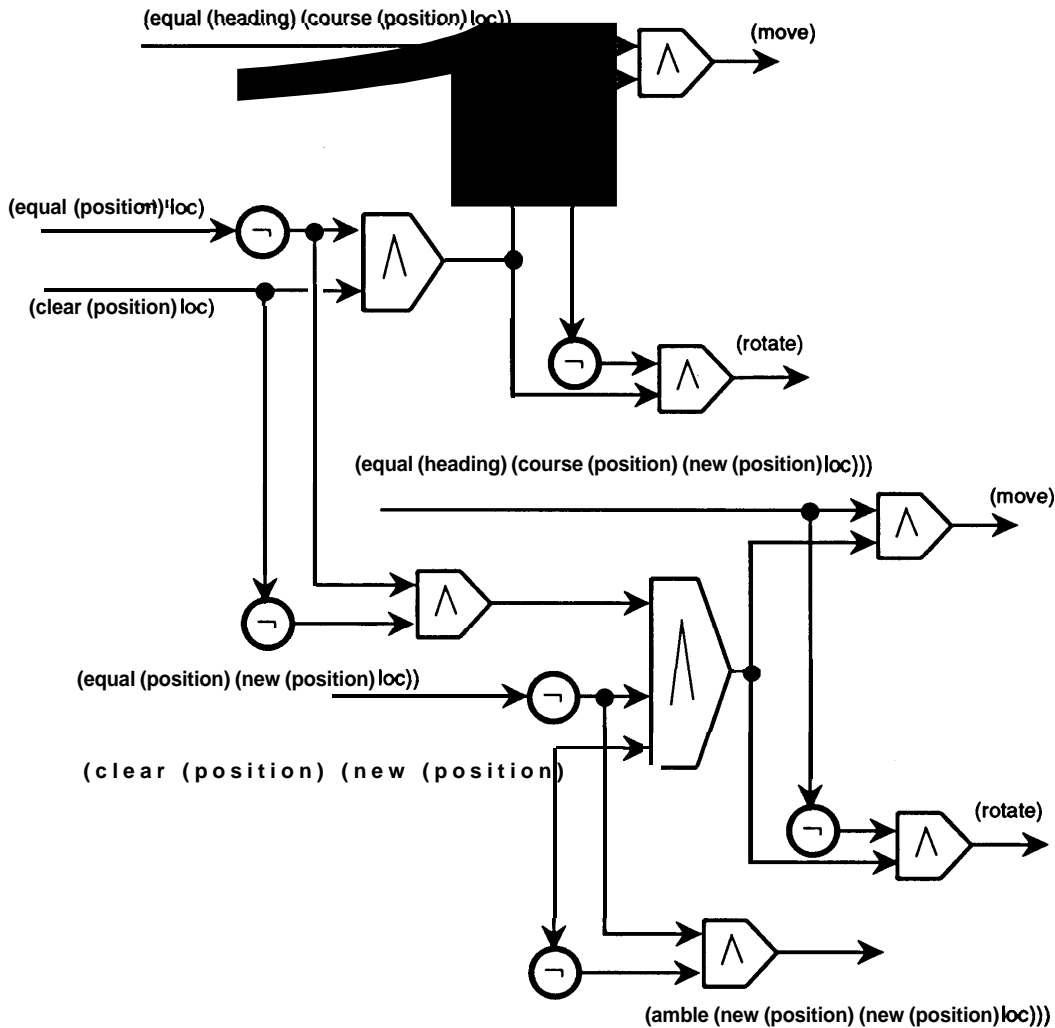 (equal (heading) (course (position) loc))
(move)
∧
(equal (position) loc)
¬
∧
(clear (position) loc)
¬
(rotate)
∧
(equal (heading) (course (position) (new (position) loc)))
(move)
∧
∧
¬
(equal (position) (new (position) loc))
¬
∧
(clear (position) (new (position)
(rotate)
¬
∧
∧
¬
(amble (new (position) (new (position) loc)))